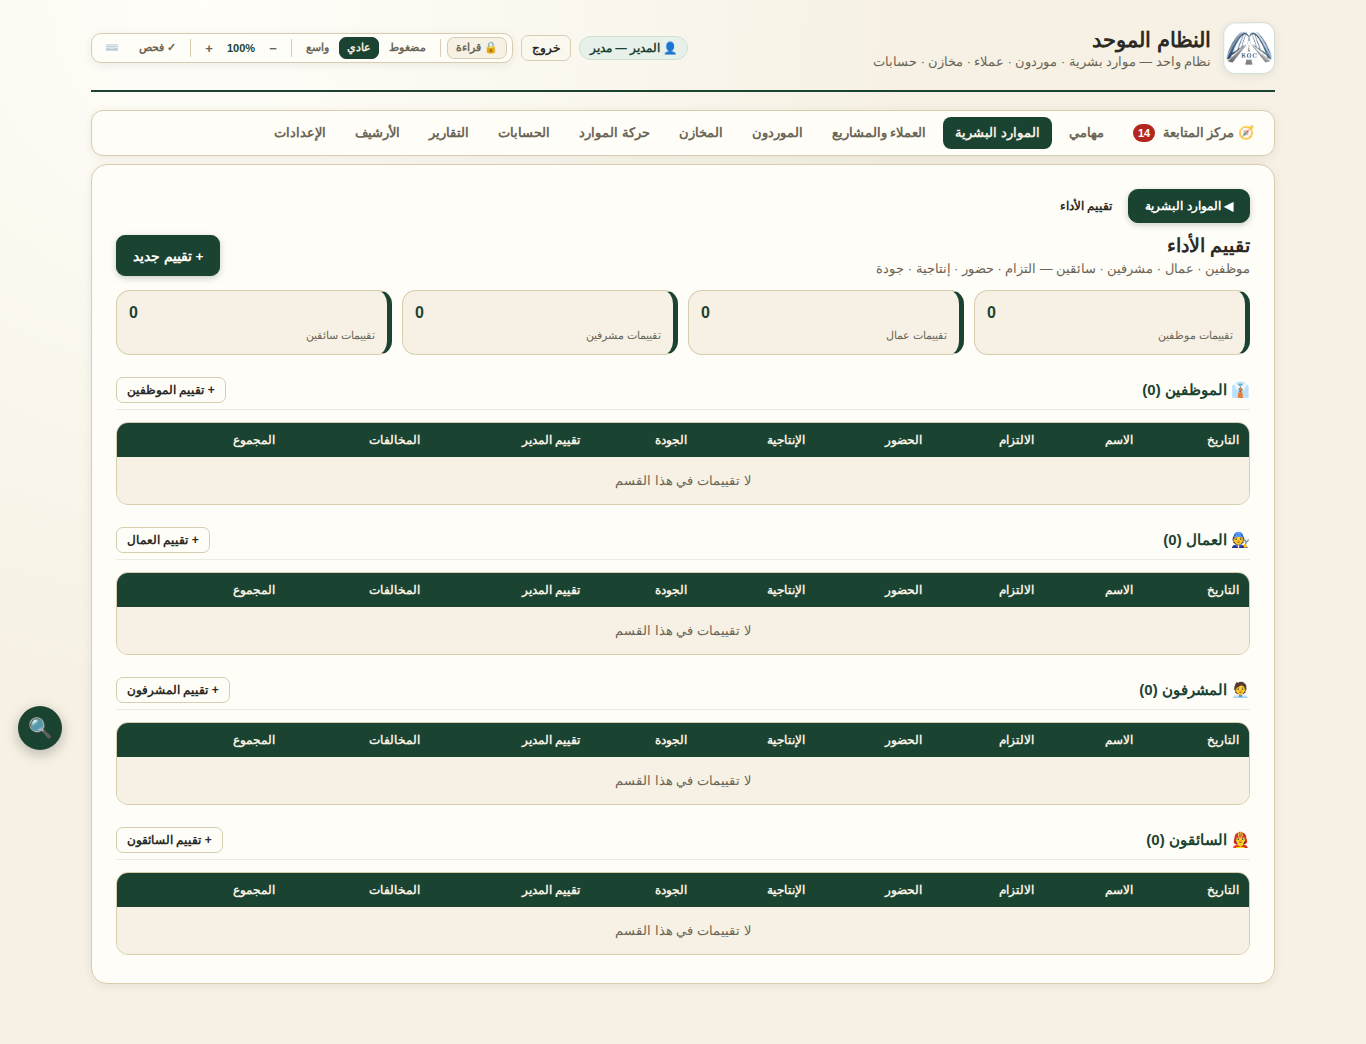 النظام الموحد
نظام واحد — موارد بشرية · موردون · عملاء · مخازن · حسابات
ROC
👤 المدير — مدير
خروج
🔒 قراءة
مضغوط
عادي
واسع
− 100% +
✓ فحص
🧭 مركز المتابعة 14
مهامي
الموارد البشرية
العملاء والمشاريع
الموردون
المخازن
حركة الموارد
الحسابات
التقارير
الأرشيف
الإعدادات
◀ الموارد البشرية
تقييم الأداء
تقييم الأداء
+ تقييم جديد
موظفين · عمال · مشرفين · سائقين — التزام · حضور · إنتاجية · جودة
0
تقييمات موظفين
0
تقييمات عمال
0
تقييمات مشرفين
0
تقييمات سائقين
👔 الموظفين (0)
+ تقييم الموظفين
التاريخ الاسم الالتزام الحضور الإنتاجية الجودة تقييم المدير المخالفات المجموع
لا تقييمات في هذا القسم
👷 العمال (0)
+ تقييم العمال
التاريخ الاسم الالتزام الحضور الإنتاجية الجودة تقييم المدير المخالفات المجموع
لا تقييمات في هذا القسم
🧑‍💼 المشرفون (0)
+ تقييم المشرفون
التاريخ الاسم الالتزام الحضور الإنتاجية الجودة تقييم المدير المخالفات المجموع
لا تقييمات في هذا القسم
السائقون (0)
+ تقييم السائقون
التاريخ الاسم الالتزام الحضور الإنتاجية الجودة تقييم المدير المخالفات المجموع
لا تقييمات في هذا القسم